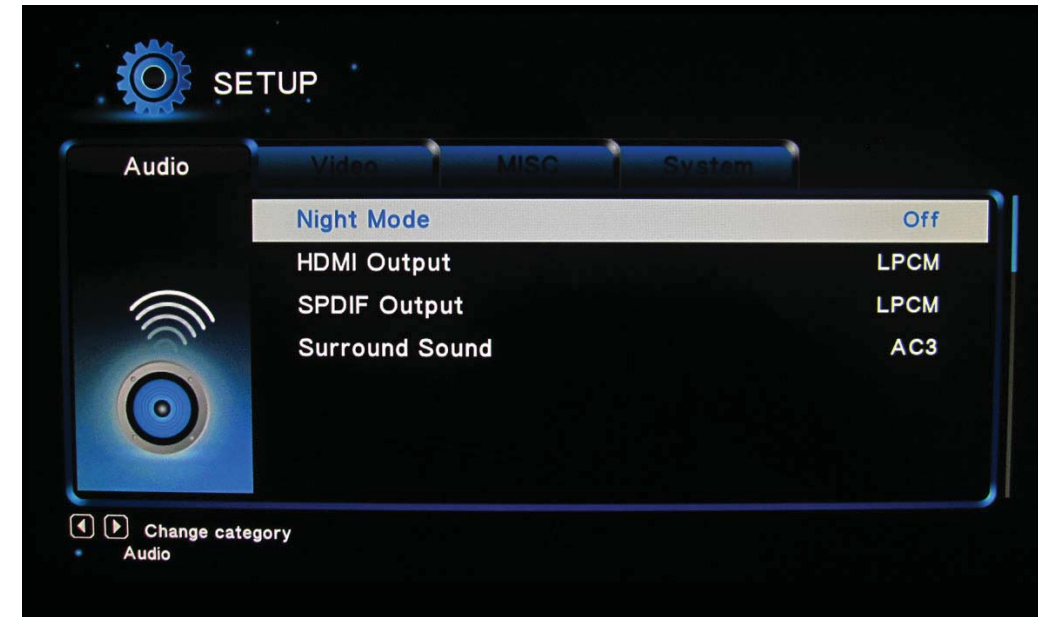 SETUP
Audio Video MISC System
Night Mode Off
HDMI Output LPCM
SPDIF Output LPCM
Surround Sound AC3
Change category
Audio